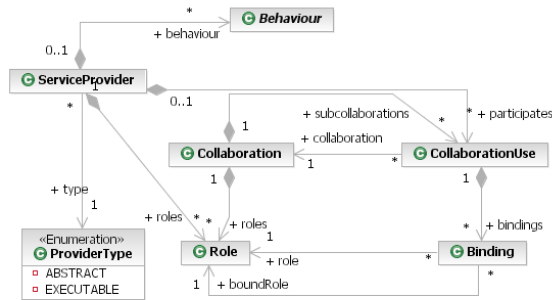 *
C Behaviour
+ behaviour
0..1
C ServiceProvider
1
*
0..1
+ subcollaborations
*
* + participates
1
+ collaboration
C Collaboration
1
*
C CollaborationUse
1
1
+ type
1
+ roles
* *
+ roles
* + bindings
«Enumeration»
C ProviderType
ABSTRACT
EXECUTABLE
C Role
1
+ role
*
C Binding
1
+ boundRole
*